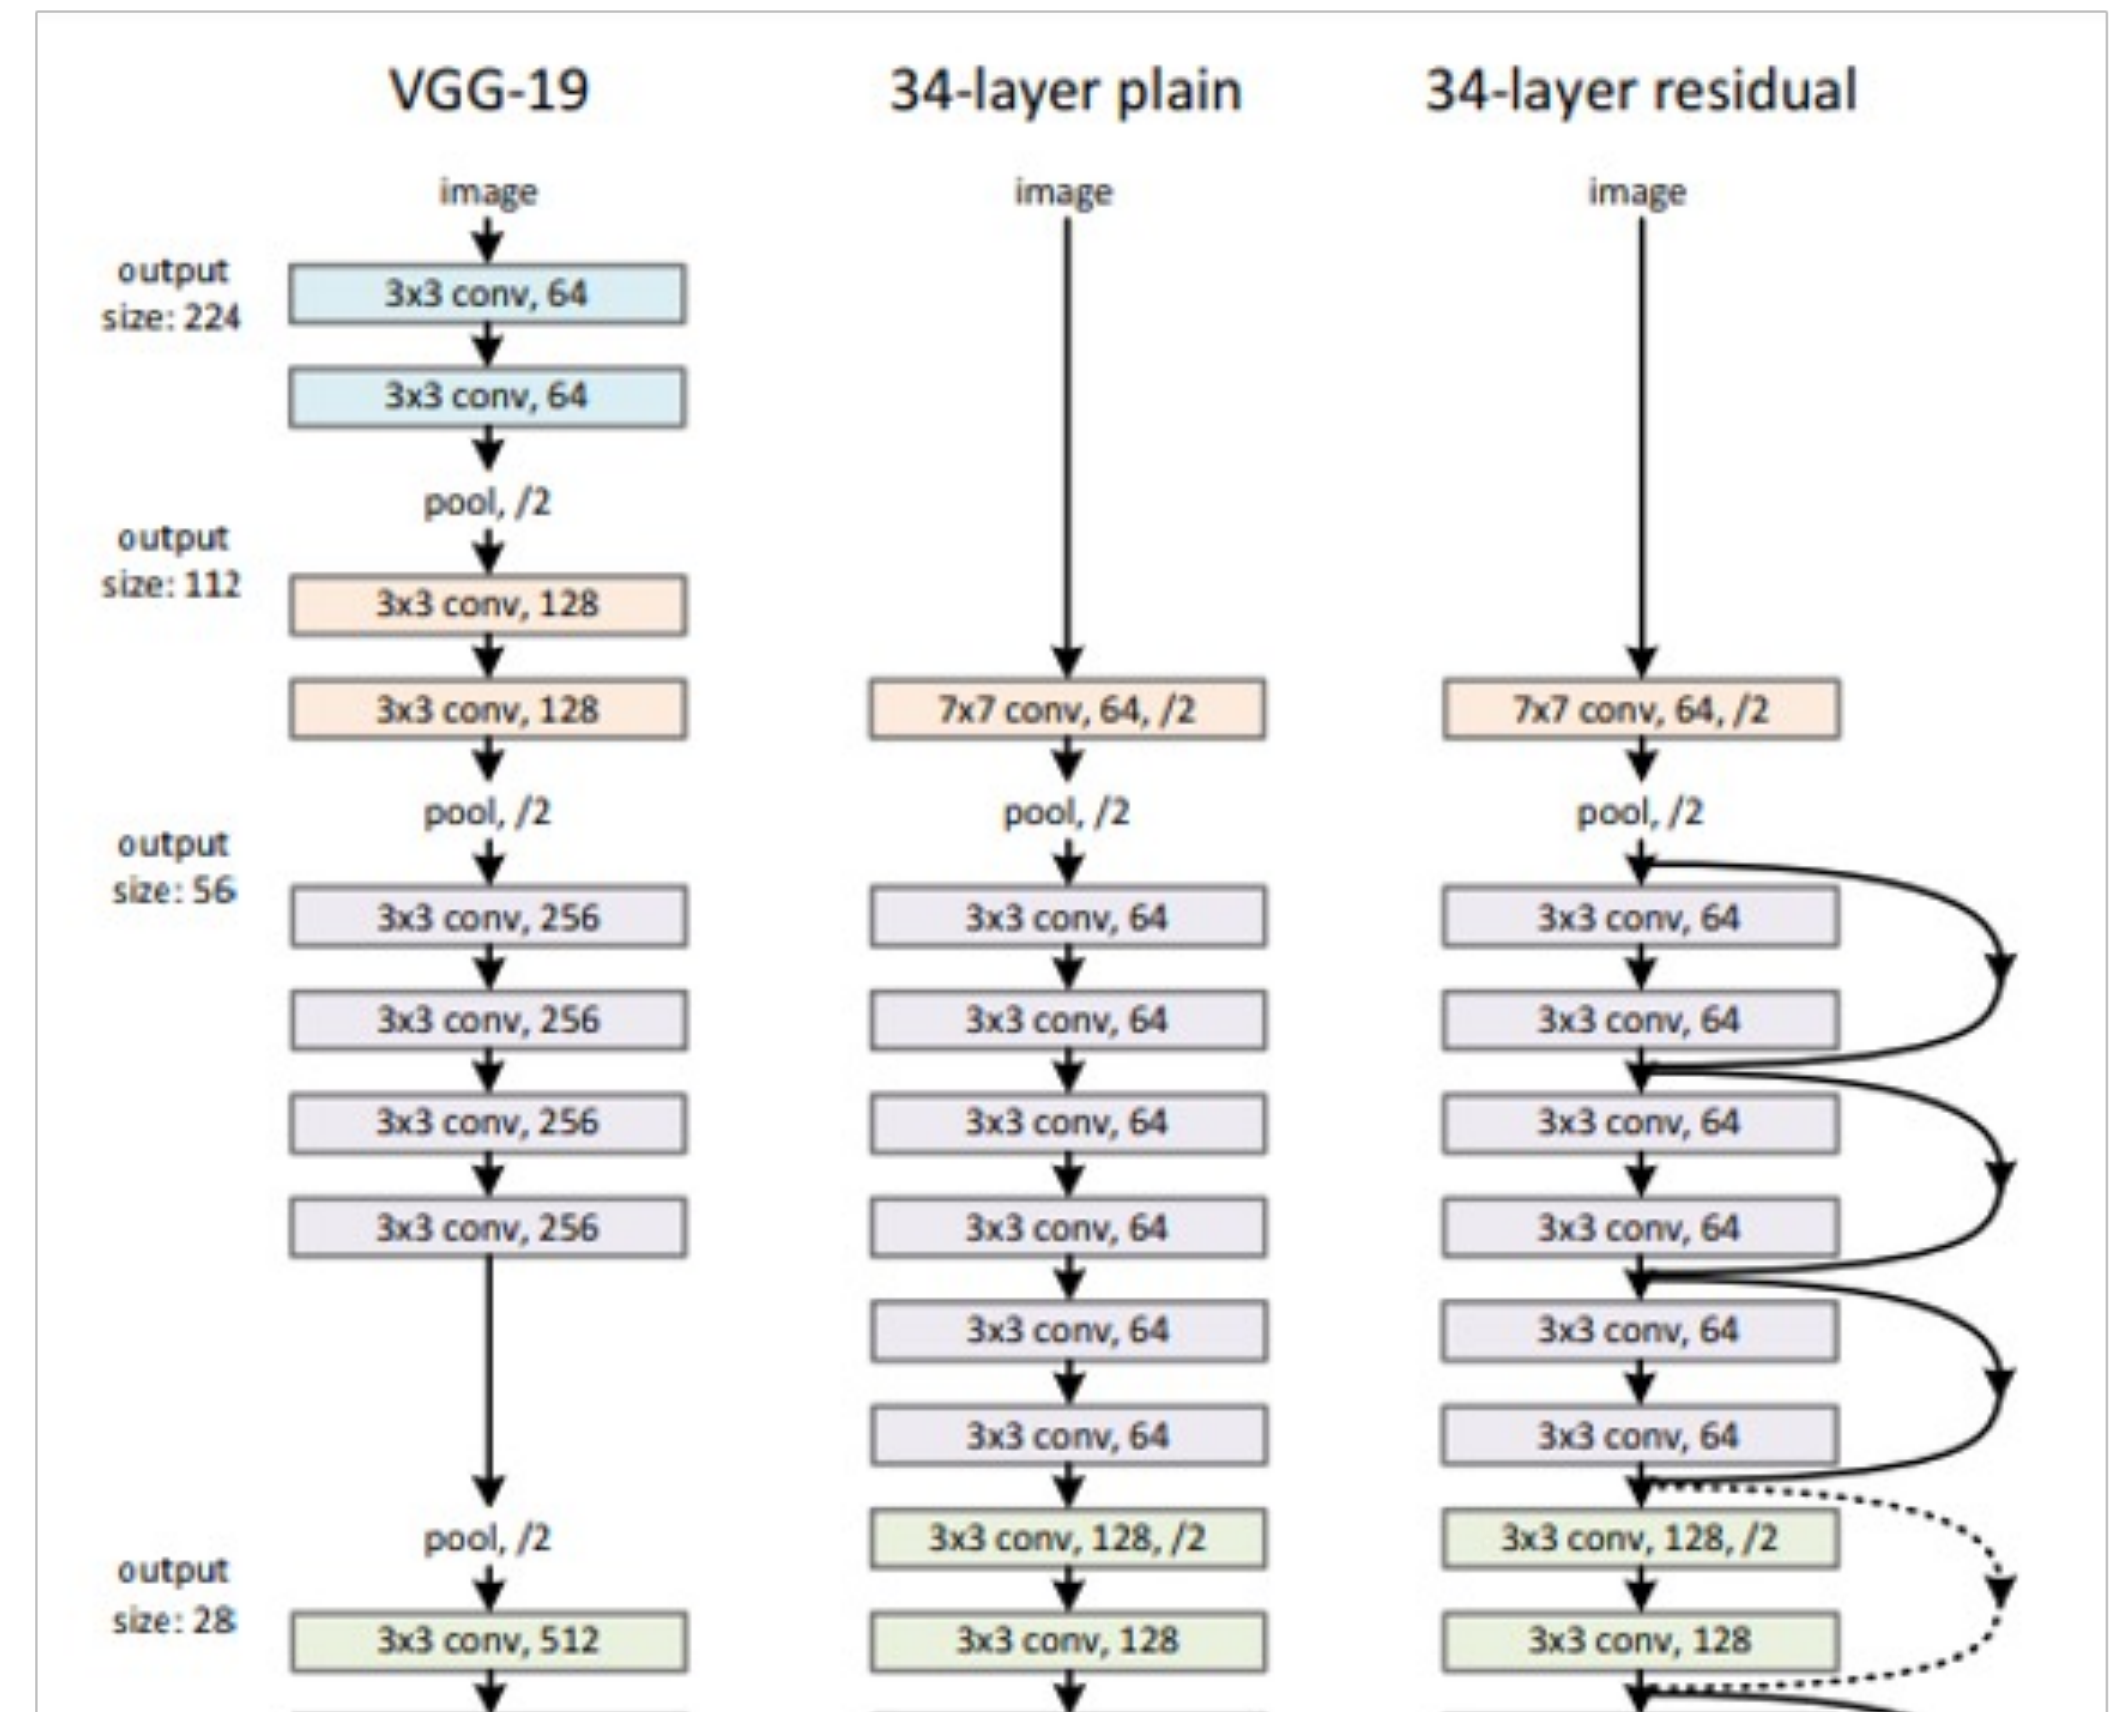 VGG-19
34-layer plain
34-layer residual
image
image
image
output
size: 224
3x3 conv, 64
3x3 conv, 64
pool, /2
output
size: 112
3x3 conv, 128
3x3 conv, 128
7x7 conv, 64, /2
7x7 conv, 64, /2
pool, /2
pool, /2
pool, /2
output
size: 56
3x3 conv, 256
3x3 conv, 64
3x3 conv, 64
3x3 conv, 256
3x3 conv, 64
3x3 conv, 64
3x3 conv, 256
3x3 conv, 64
3x3 conv, 64
3x3 conv, 256
3x3 conv, 64
3x3 conv, 64
3x3 conv, 64
3x3 conv, 64
3x3 conv, 64
3x3 conv, 64
pool, /2
3x3 conv, 128, /2
3x3 conv, 128, /2
output
size: 28
3x3 conv, 512
3x3 conv, 128
3x3 conv, 128